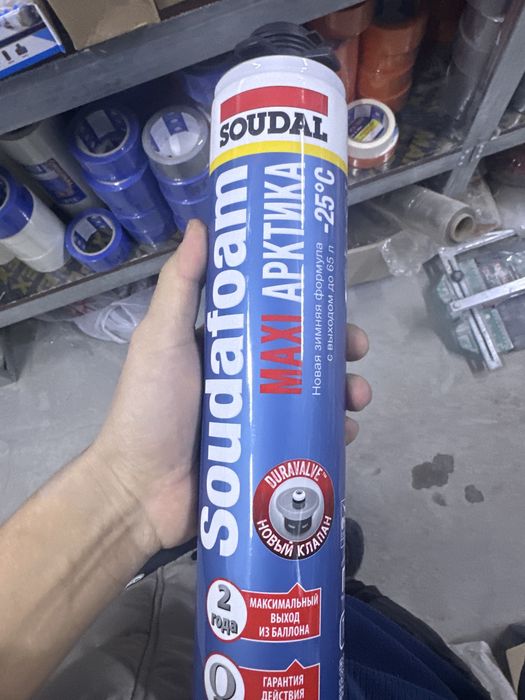 SOUDAL
Soudafoam
MAXI АРКТИКА
-25°C
Новая зимняя формула
с выходом до 65 л
DURAVALVE™
НОВЫЙ КЛАПАН
2
года
МАКСИМАЛЬНЫЙ
ВЫХОД
ИЗ БАЛЛОНА
ГАРАНТИЯ
ДЕЙСТВИЯ